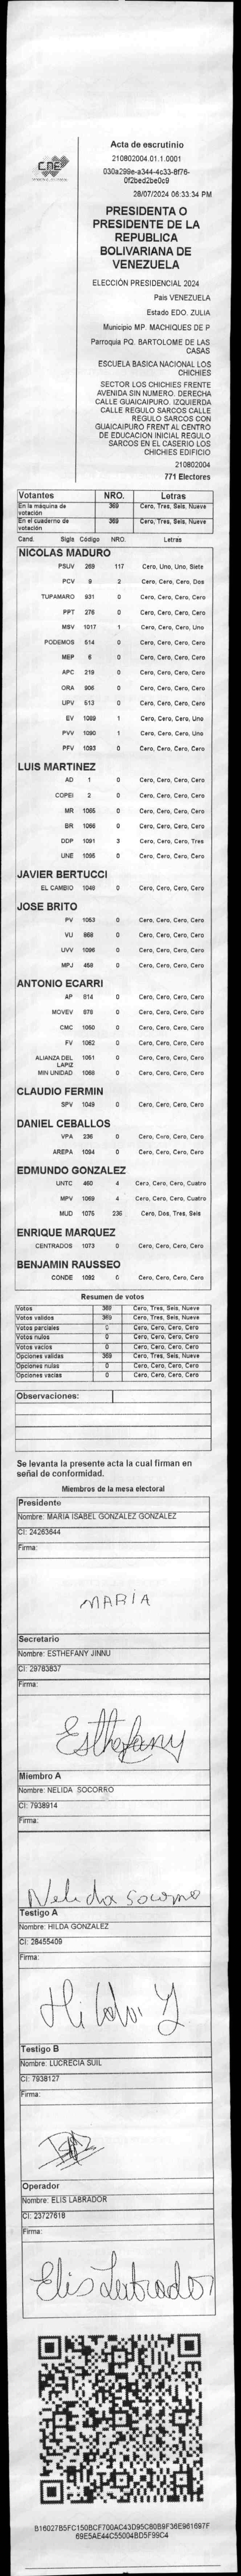 CNE
Acta de escrutinio
210802004.01.1.0001
030a299e-a344-4c33-8f76-
0f2bed2be0c9
28/07/2024 06:33:34 PM
PRESIDENTA O
PRESIDENTE DE LA
REPUBLICA
BOLIVARIANA DE
VENEZUELA
ELECCIÓN PRESIDENCIAL 2024
País VENEZUELA
Estado EDO. ZULIA
Municipio MP. MACHIQUES DE P
Parroquia PQ. BARTOLOME DE LAS
CASAS
ESCUELA BASICA NACIONAL LOS
CHICHIES
SECTOR LOS CHICHIES FRENTE
AVENIDA SIN NUMERO. DERECHA
CALLE GUAICAIPURO. IZQUIERDA
CALLE REGULO SARCOS CALLE
REGULO SARCOS CON
GUAICAIPURO FRENT AL CENTRO
DE EDUCACION INICIAL REGULO
SARCOS EN EL CASERIO LOS
CHICHIES EDIFICIO
210802004
771 Electores
Votantes NRO. Letras
En la máquina de votación 369 Cero, Tres, Seis, Nueve
En el cuaderno de votación 369 Cero, Tres, Seis, Nueve
Cand. Sigla Código NRO. Letras
NICOLAS MADURO
PSUV 269 117 Cero, Uno, Uno, Siete
PCV 9 2 Cero, Cero, Cero, Dos
TUPAMARO 931 0 Cero, Cero, Cero, Cero
PPT 276 0 Cero, Cero, Cero, Cero
MSV 1017 1 Cero, Cero, Cero, Uno
PODEMOS 514 0 Cero, Cero, Cero, Cero
MEP 6 0 Cero, Cero, Cero, Cero
APC 219 0 Cero, Cero, Cero, Cero
ORA 906 0 Cero, Cero, Cero, Cero
UPV 513 0 Cero, Cero, Cero, Cero
EV 1089 1 Cero, Cero, Cero, Uno
PVV 1090 1 Cero, Cero, Cero, Uno
PFV 1093 0 Cero, Cero, Cero, Cero
LUIS MARTINEZ
AD 1 0 Cero, Cero, Cero, Cero
COPEI 2 0 Cero, Cero, Cero, Cero
MR 1065 0 Cero, Cero, Cero, Cero
BR 1066 0 Cero, Cero, Cero, Cero
DDP 1091 3 Cero, Cero, Cero, Tres
UNE 1095 0 Cero, Cero, Cero, Cero
JAVIER BERTUCCI
EL CAMBIO 1048 0 Cero, Cero, Cero, Cero
JOSE BRITO
PV 1053 0 Cero, Cero, Cero, Cero
VU 868 0 Cero, Cero, Cero, Cero
UVV 1096 0 Cero, Cero, Cero, Cero
MPJ 458 0 Cero, Cero, Cero, Cero
ANTONIO ECARRI
AP 814 0 Cero, Cero, Cero, Cero
MOVEV 978 0 Cero, Cero, Cero, Cero
CMC 1050 0 Cero, Cero, Cero, Cero
FV 1062 0 Cero, Cero, Cero, Cero
ALIANZA DEL LAPIZ 1051 0 Cero, Cero, Cero, Cero
MIN UNIDAD 1068 0 Cero, Cero, Cero, Cero
CLAUDIO FERMIN
SPV 1049 0 Cero, Cero, Cero, Cero
DANIEL CEBALLOS
VPA 236 0 Cero, Cero, Cero, Cero
AREPA 1094 0 Cero, Cero, Cero, Cero
EDMUNDO GONZALEZ
UNTC 460 4 Cero, Cero, Cero, Cuatro
MPV 1069 4 Cero, Cero, Cero, Cuatro
MUD 1075 236 Cero, Dos, Tres, Seis
ENRIQUE MARQUEZ
CENTRADOS 1073 0 Cero, Cero, Cero, Cero
BENJAMIN RAUSSEO
CONDE 1092 0 Cero, Cero, Cero, Cero
Resumen de votos
Votos 369 Cero, Tres, Seis, Nueve
Votos validos 369 Cero, Tres, Seis, Nueve
Votos parciales 0 Cero, Cero, Cero, Cero
Votos nulos 0 Cero, Cero, Cero, Cero
Votos vacios 0 Cero, Cero, Cero, Cero
Opciones validas 369 Cero, Tres, Seis, Nueve
Opciones nulas 0 Cero, Cero, Cero, Cero
Opciones vacias 0 Cero, Cero, Cero, Cero
Observaciones:
Se levanta la presente acta la cual firman en
señal de conformidad.
Miembros de la mesa electoral
Presidente
Nombre: MARIA ISABEL GONZALEZ GONZALEZ
CI: 24263644
Firma:
MARIA
Secretario
Nombre: ESTHEFANY JINNU
CI: 29783837
Firma:
Esthefany
Miembro A
Nombre: NELIDA SOCORRO
CI: 7938914
Firma:
Nelida Socorro
Testigo A
Nombre: HILDA GONZALEZ
CI: 28455409
Firma:
Testigo B
Nombre: LUCRECIA SUIL
CI: 7938127
Firma:
Operador
Nombre: ELIS LABRADOR
CI: 23727618
Firma:
Elis Labrador
B16027B5FC150BCF700AC43D95C80B9F36E961697F
69E5AE44C55004BD5F99C4